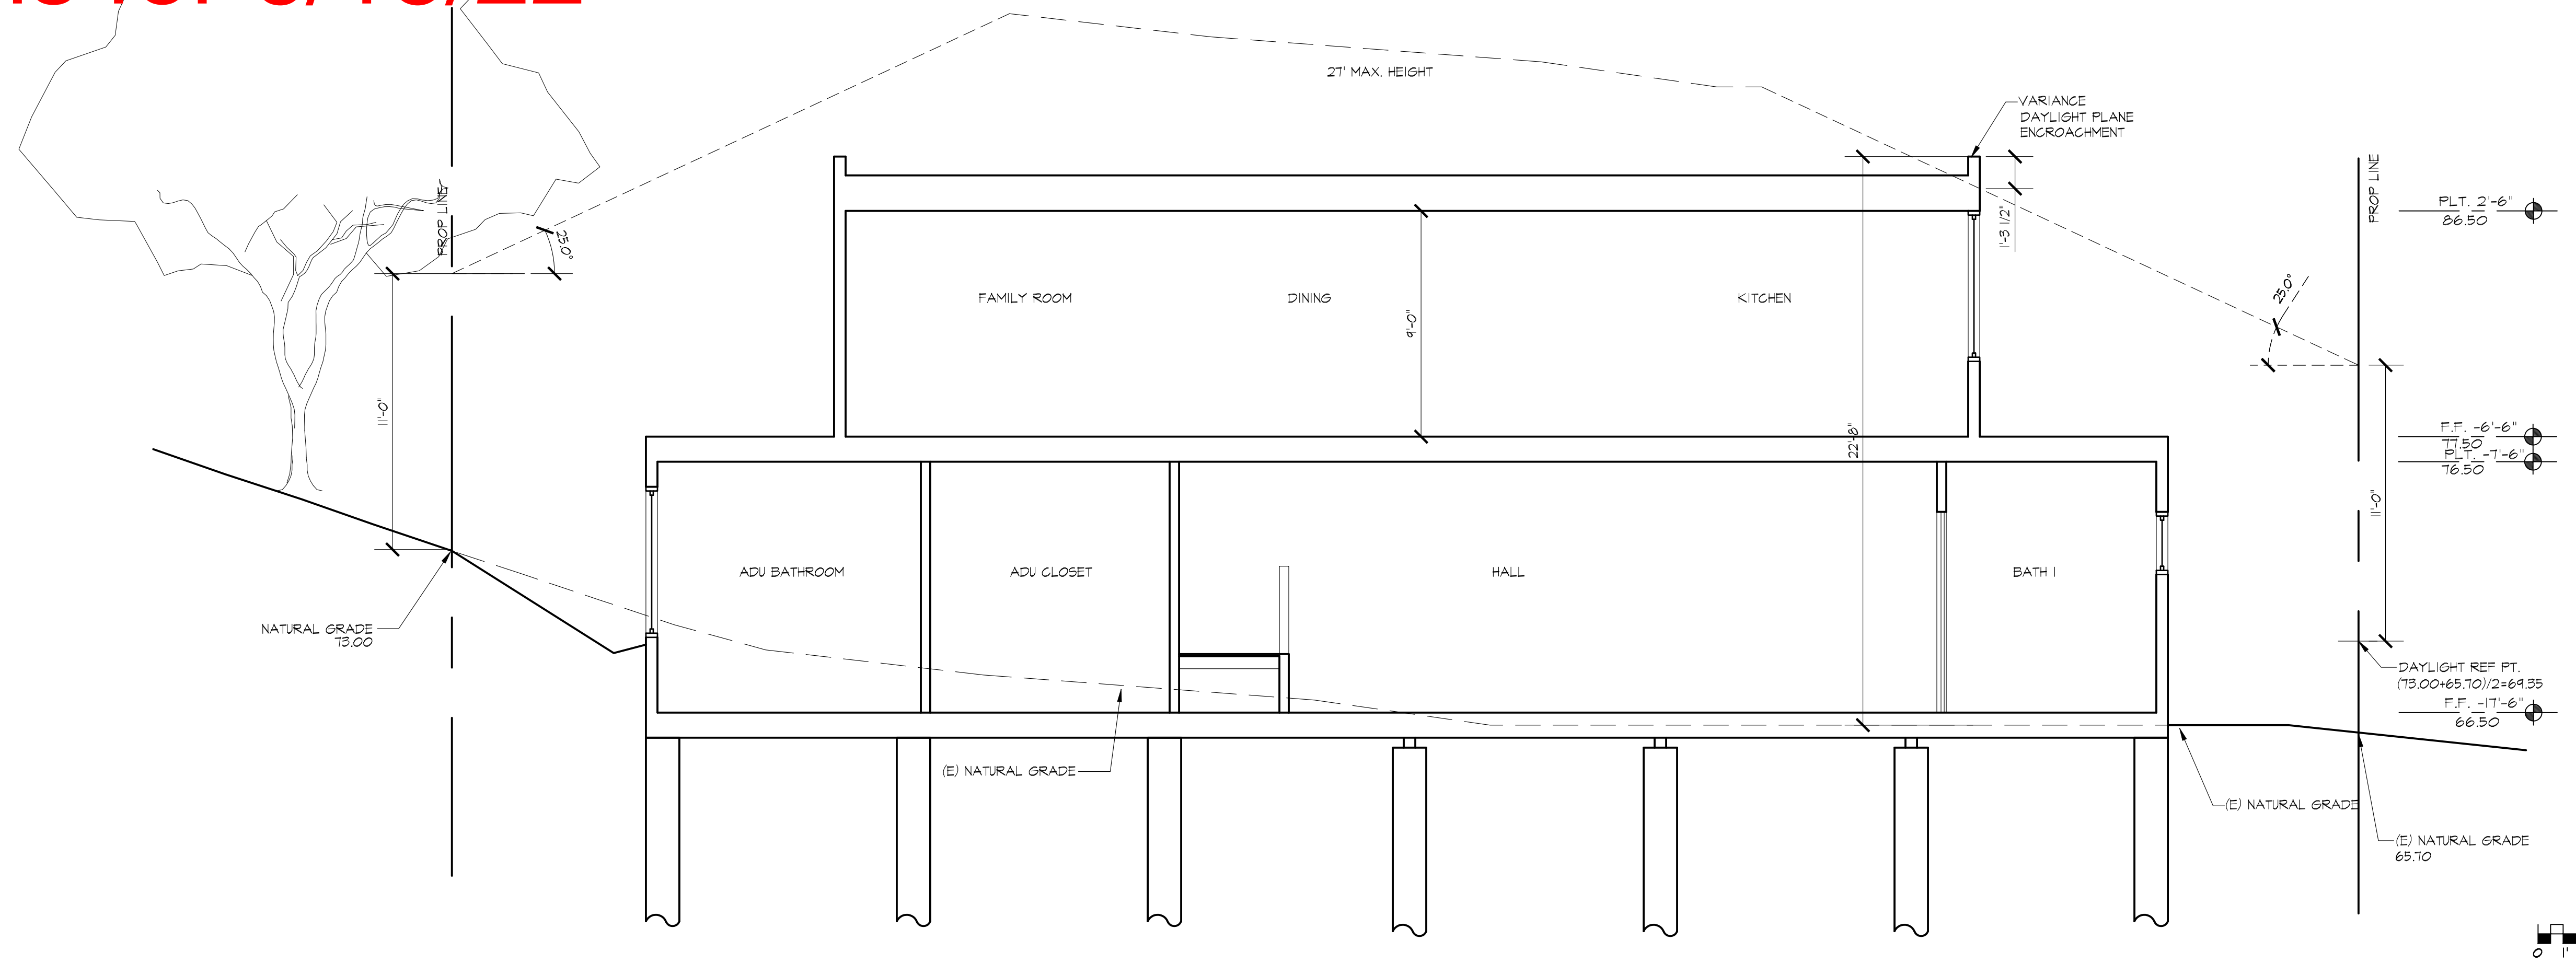 27' MAX. HEIGHT
VARIANCE
DAYLIGHT PLANE
ENCROACHMENT
PROP LINE
PROP LINE
PLT. 2'-6"
86.50
1'-3 1/2"
25.0°
25.0°
FAMILY ROOM
DINING
KITCHEN
9'-0"
11'-0"
22'-8"
F.F. -6'-6"
77.50
PLT. -7'-6"
76.50
11'-0"
ADU BATHROOM
ADU CLOSET
HALL
BATH 1
NATURAL GRADE
73.00
DAYLIGHT REF PT.
(73.00+65.70)/2=69.35
F.F. -17'-6"
66.50
(E) NATURAL GRADE
(E) NATURAL GRADE
(E) NATURAL GRADE
65.70
0 1'